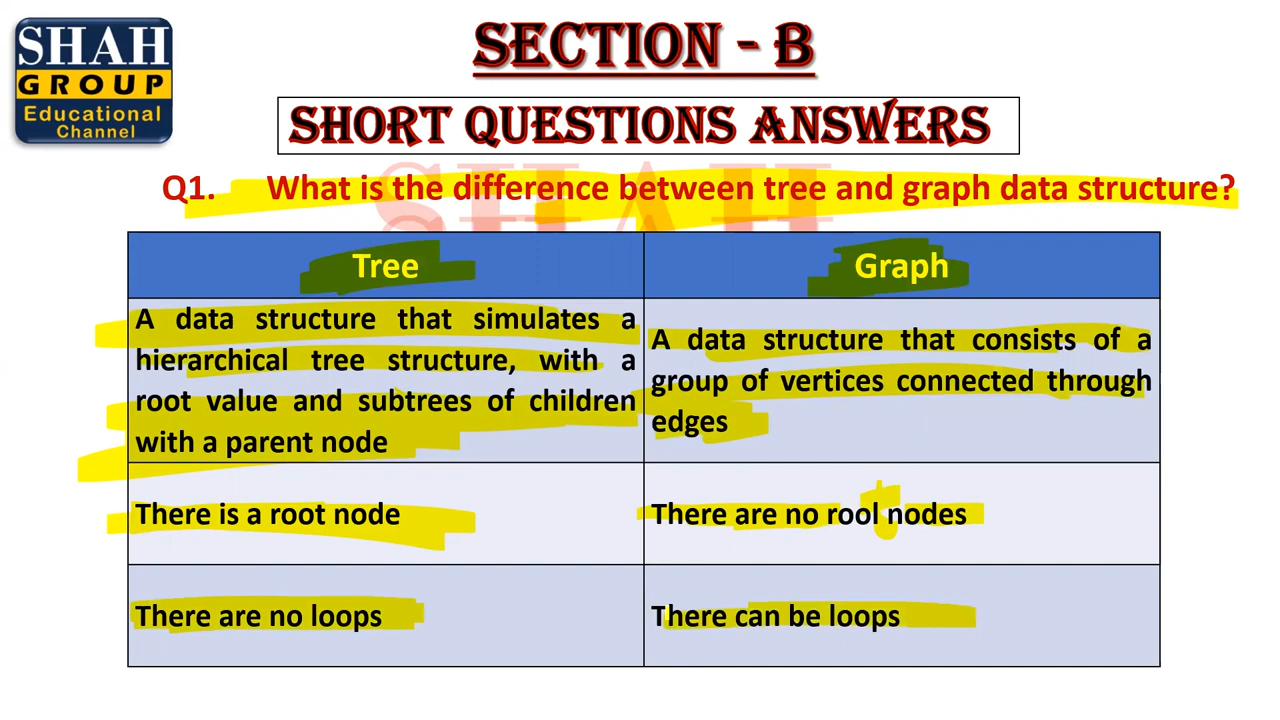 SHAH
GROUP
Educational
Channel
SECTION - B
SHORT QUESTIONS ANSWERS
SHAH
Q1. What is the difference between tree and graph data structure?
Tree
Graph
A data structure that simulates a
hierarchical tree structure, with a
root value and subtrees of children
with a parent node
A data structure that consists of a
group of vertices connected through
edges
There is a root node
There are no rool nodes
There are no loops
There can be loops